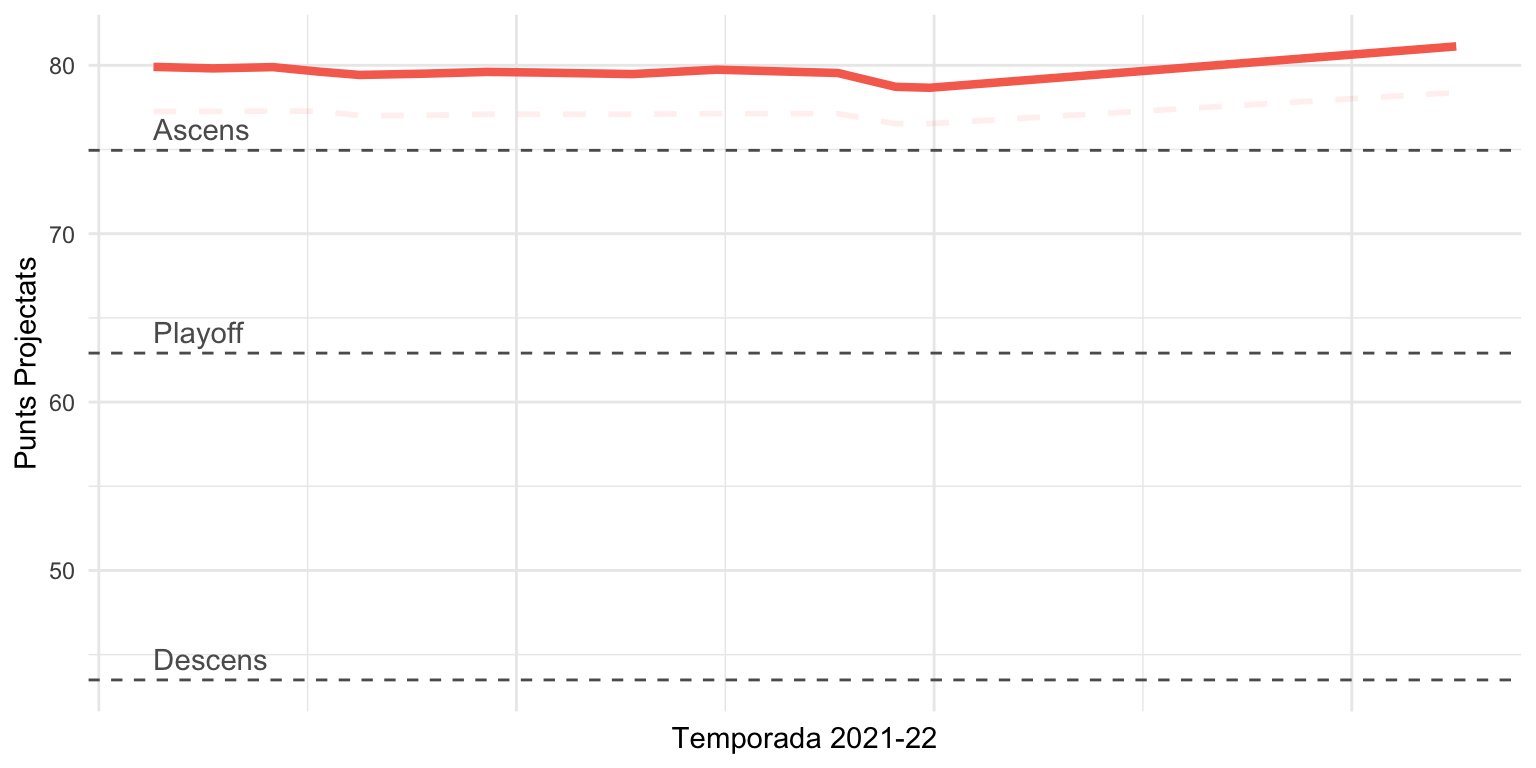 80
Ascens
70
Playoff
60
50
Descens
Punts Projectats
Temporada 2021-22